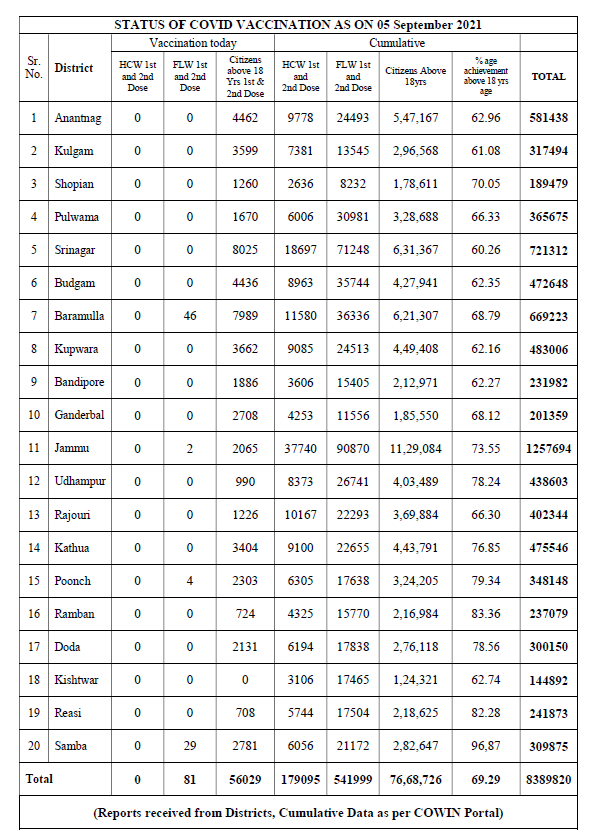 STATUS OF COVID VACCINATION AS ON 05 September 2021
Sr. No. District Vaccination today Cumulative
HCW 1st and 2nd Dose FLW 1st and 2nd Dose Citizens above 18 Yrs 1st & 2nd Dose HCW 1st and 2nd Dose FLW 1st and 2nd Dose Citizens Above 18yrs % age achievement above 18 yrs age TOTAL
1 Anantnag 0 0 4462 9778 24493 5,47,167 62.96 581438
2 Kulgam 0 0 3599 7381 13545 2,96,568 61.08 317494
3 Shopian 0 0 1260 2636 8232 1,78,611 70.05 189479
4 Pulwama 0 0 1670 6006 30981 3,28,688 66.33 365675
5 Srinagar 0 0 8025 18697 71248 6,31,367 60.26 721312
6 Budgam 0 0 4436 8963 35744 4,27,941 62.35 472648
7 Baramulla 0 46 7989 11580 36336 6,21,307 68.79 669223
8 Kupwara 0 0 3662 9085 24513 4,49,408 62.16 483006
9 Bandipore 0 0 1886 3606 15405 2,12,971 62.27 231982
10 Ganderbal 0 0 2708 4253 11556 1,85,550 68.12 201359
11 Jammu 0 2 2065 37740 90870 11,29,084 73.55 1257694
12 Udhampur 0 0 990 8373 26741 4,03,489 78.24 438603
13 Rajouri 0 0 1226 10167 22293 3,69,884 66.30 402344
14 Kathua 0 0 3404 9100 22655 4,43,791 76.85 475546
15 Poonch 0 4 2303 6305 17638 3,24,205 79.34 348148
16 Ramban 0 0 724 4325 15770 2,16,984 83.36 237079
17 Doda 0 0 2131 6194 17838 2,76,118 78.56 300150
18 Kishtwar 0 0 0 3106 17465 1,24,321 62.74 144892
19 Reasi 0 0 708 5744 17504 2,18,625 82.28 241873
20 Samba 0 29 2781 6056 21172 2,82,647 96,87 309875
Total 0 81 56029 179095 541999 76,68,726 69.29 8389820
(Reports received from Districts, Cumulative Data as per COWIN Portal)